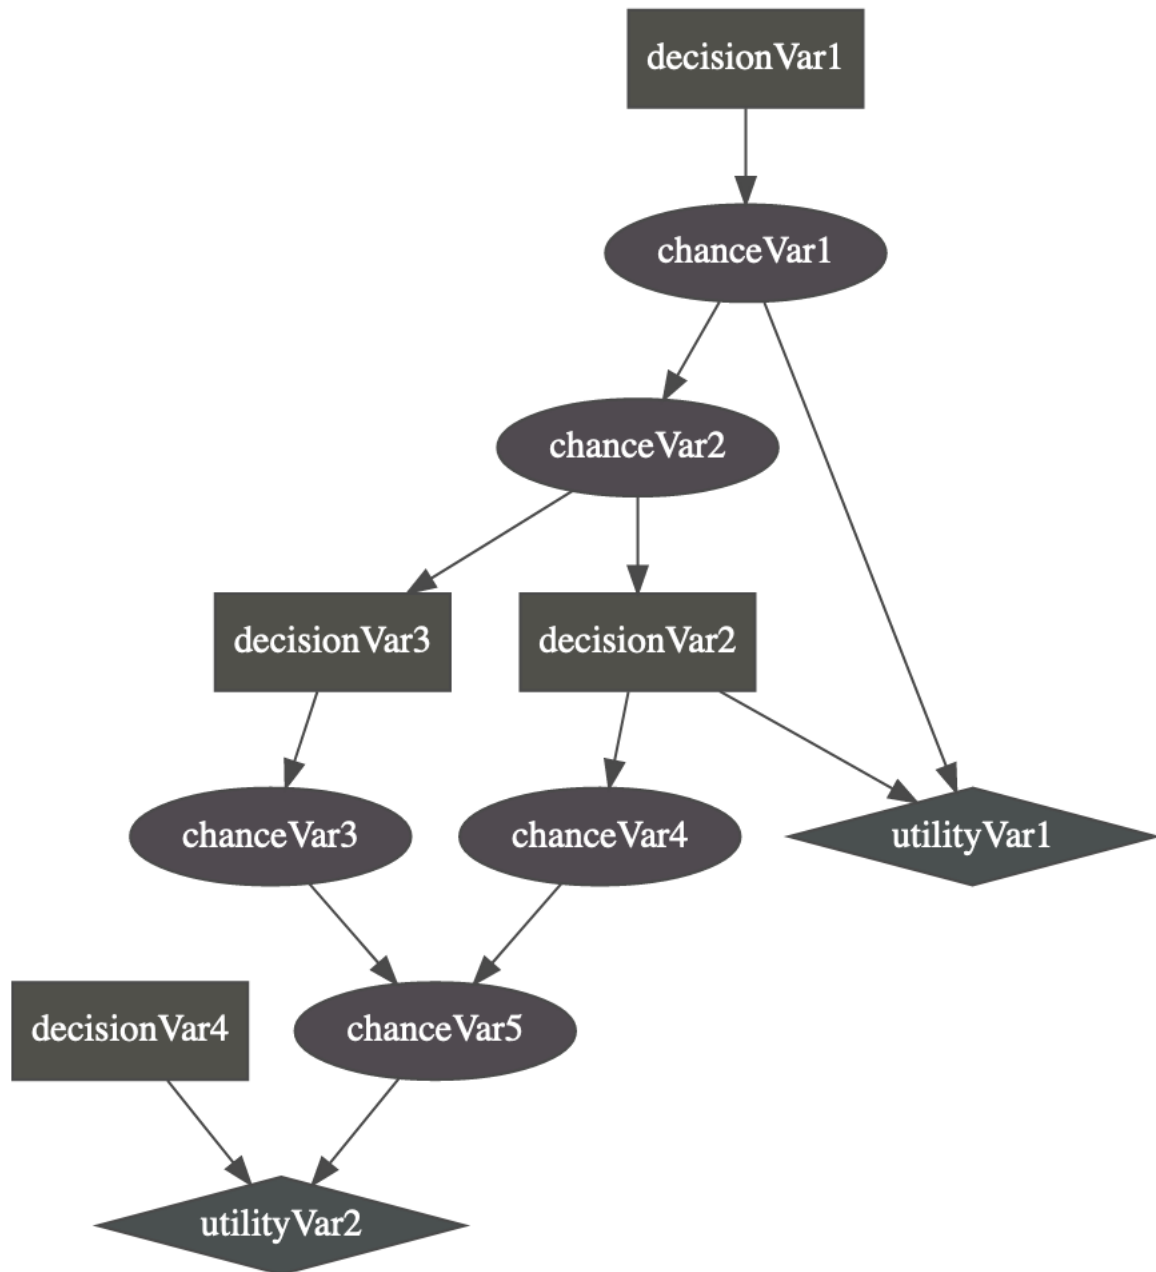 decisionVar1
chanceVar1
chanceVar2
decisionVar3
decisionVar2
chanceVar3
chanceVar4
utilityVar1
decisionVar4
chanceVar5
utilityVar2